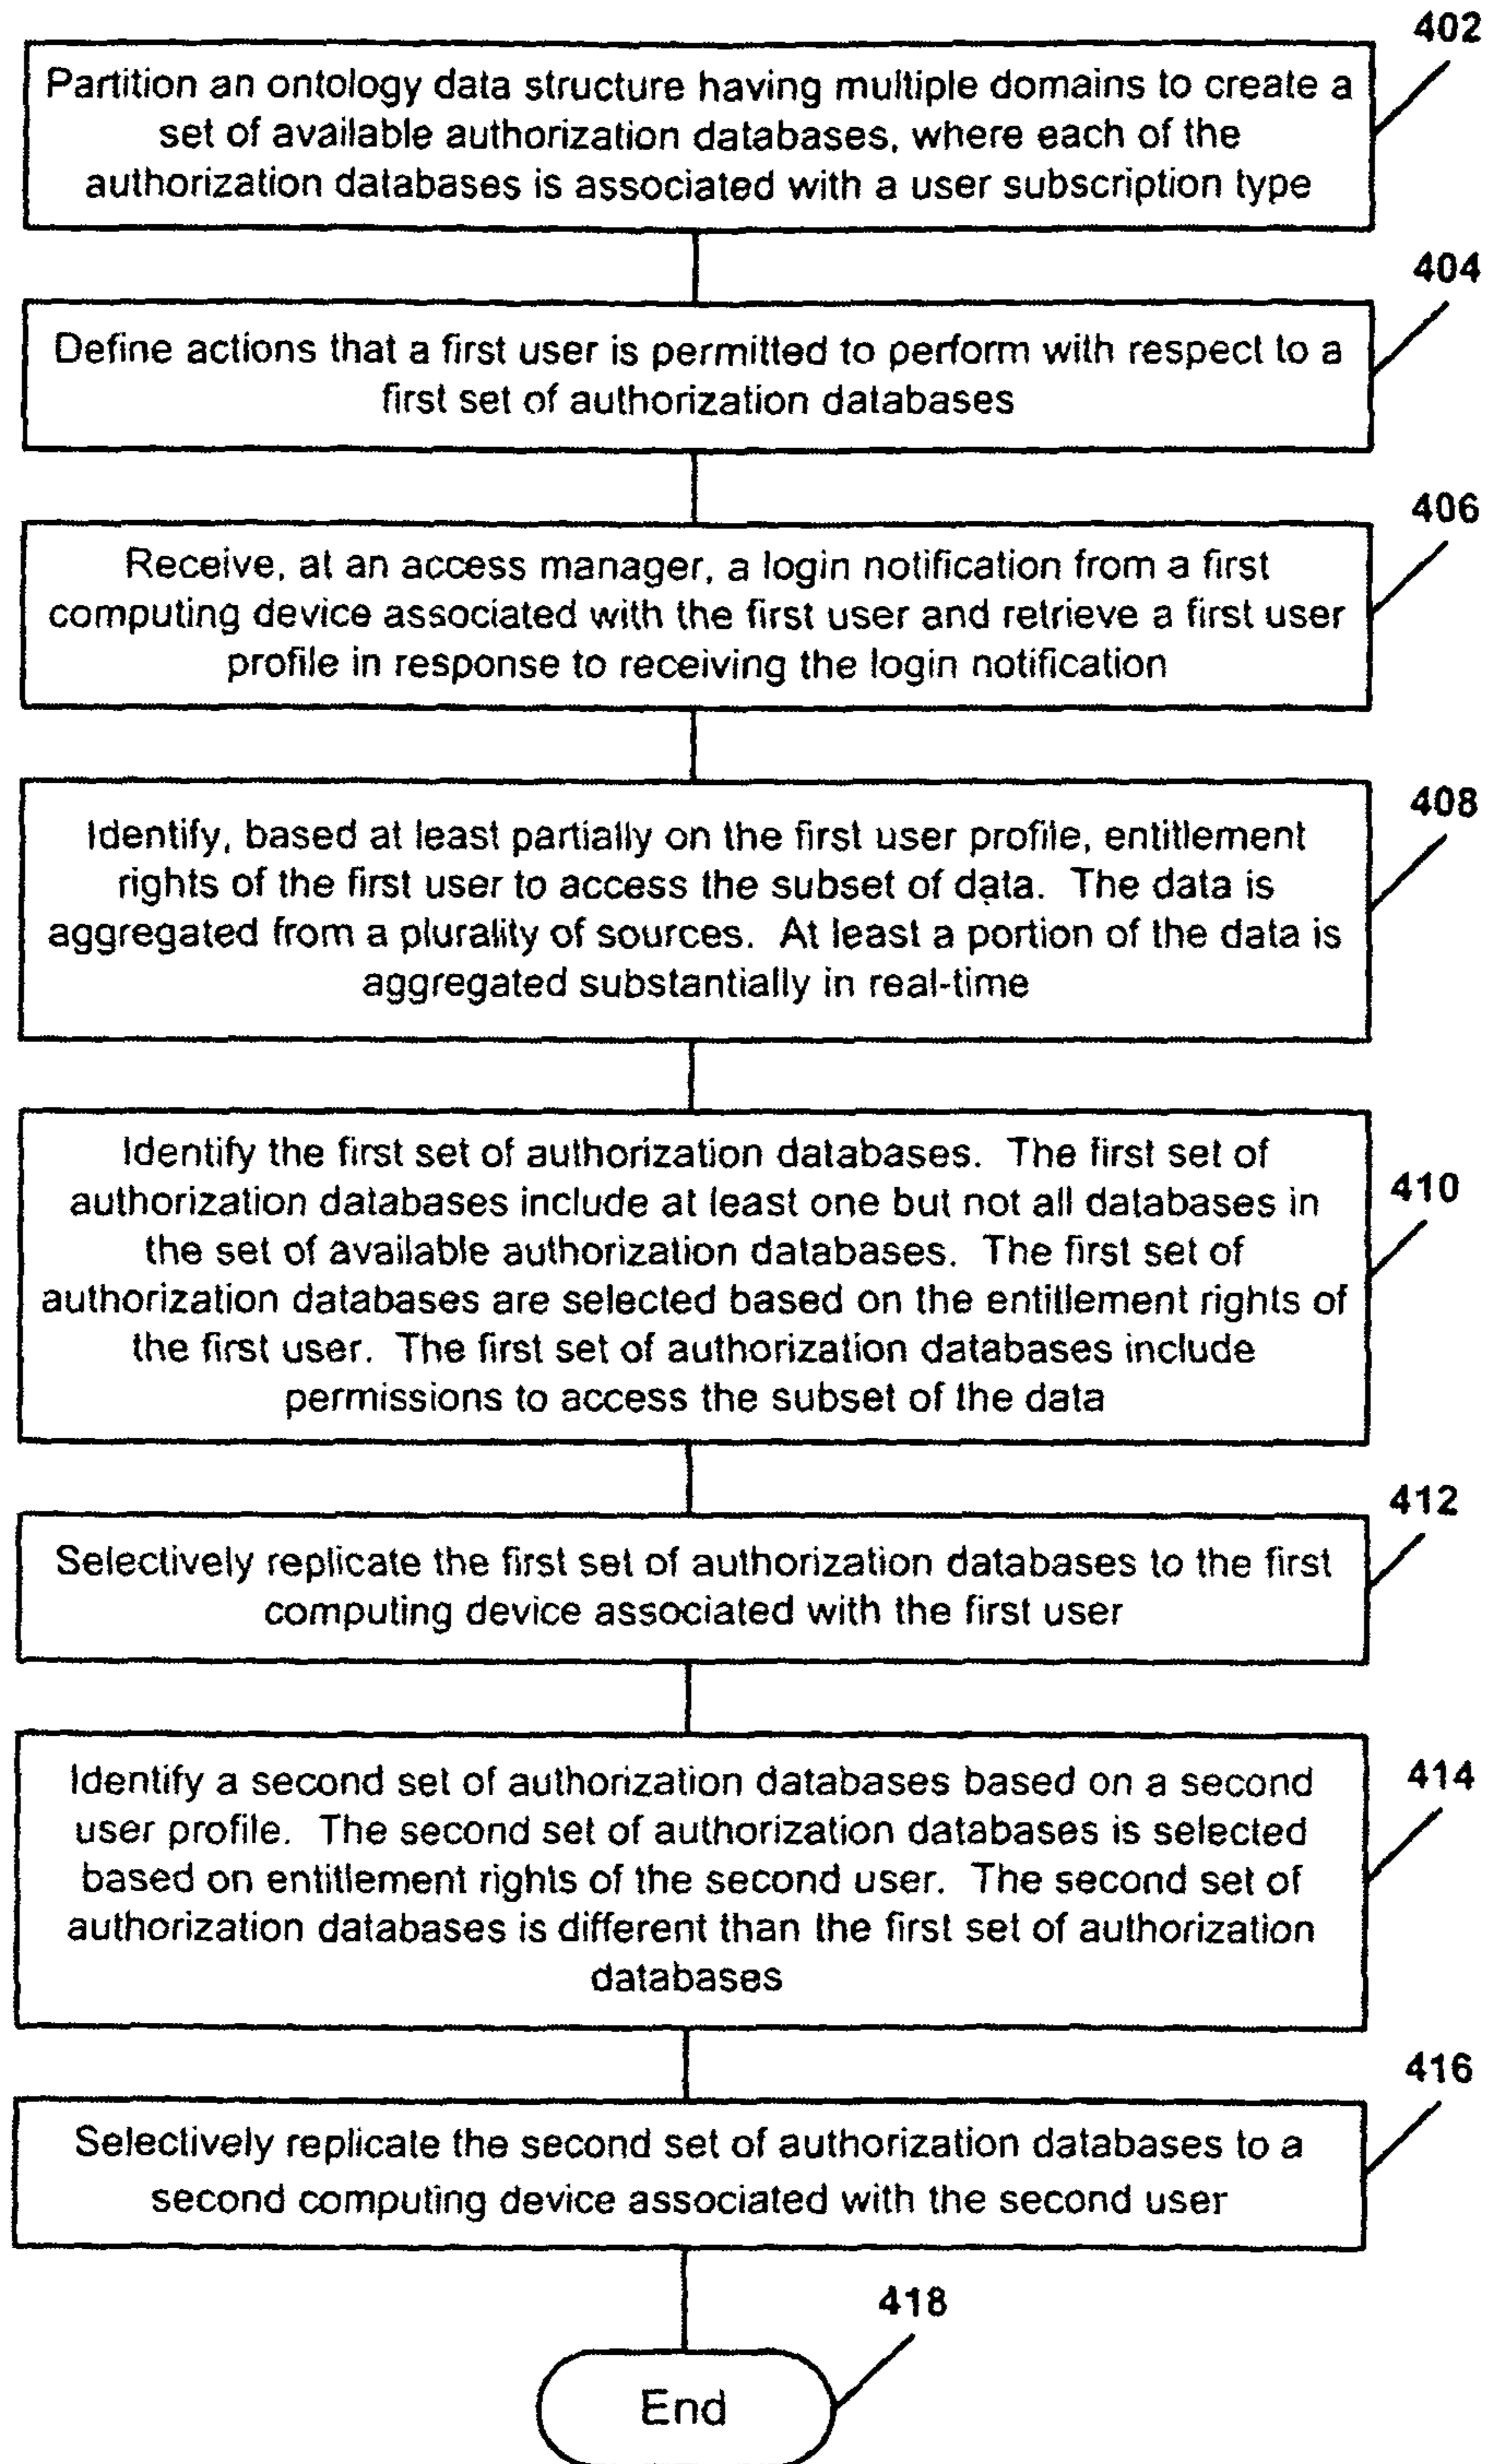 402
Partition an ontology data structure having multiple domains to create a
set of available authorization databases, where each of the
authorization databases is associated with a user subscription type
404
Define actions that a first user is permitted to perform with respect to a
first set of authorization databases
406
Receive, at an access manager, a login notification from a first
computing device associated with the first user and retrieve a first user
profile in response to receiving the login notification
408
Identify, based at least partially on the first user profile, entitlement
rights of the first user to access the subset of data. The data is
aggregated from a plurality of sources. At least a portion of the data is
aggregated substantially in real-time
410
Identify the first set of authorization databases. The first set of
authorization databases include at least one but not all databases in
the set of available authorization databases. The first set of
authorization databases are selected based on the entitlement rights of
the first user. The first set of authorization databases include
permissions to access the subset of the data
412
Selectively replicate the first set of authorization databases to the first
computing device associated with the first user
414
Identify a second set of authorization databases based on a second
user profile. The second set of authorization databases is selected
based on entitlement rights of the second user. The second set of
authorization databases is different than the first set of authorization
databases
416
Selectively replicate the second set of authorization databases to a
second computing device associated with the second user
418
End